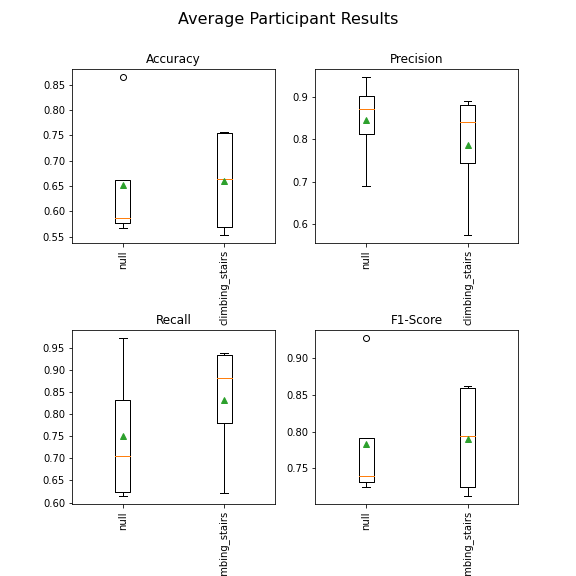 Average Participant Results
Accuracy
0.85
0.80
0.75
0.70
0.65
0.60
0.55
null
climbing_stairs
Precision
0.9
0.8
0.7
0.6
null
climbing_stairs
Recall
0.95
0.90
0.85
0.80
0.75
0.70
0.65
0.60
null
mbing_stairs
F1-Score
0.90
0.85
0.80
0.75
null
mbing_stairs